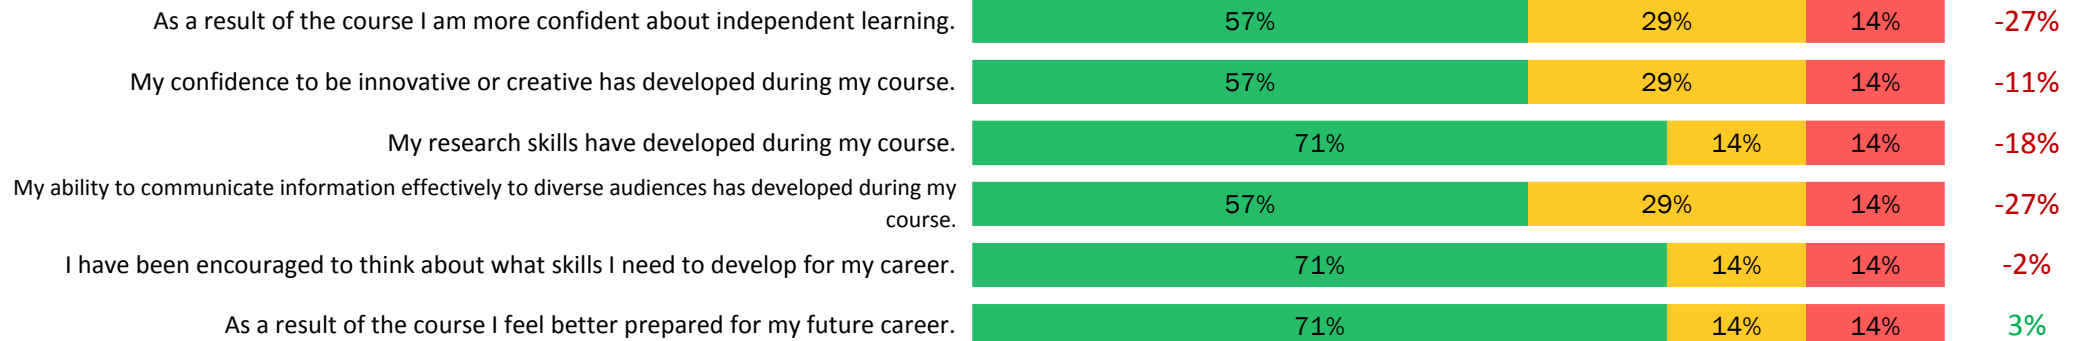 As a result of the course I am more confident about independent learning. 57% 29% 14% -27%
My confidence to be innovative or creative has developed during my course. 57% 29% 14% -11%
My research skills have developed during my course. 71% 14% 14% -18%
My ability to communicate information effectively to diverse audiences has developed during my
course. 57% 29% 14% -27%
I have been encouraged to think about what skills I need to develop for my career. 71% 14% 14% -2%
As a result of the course I feel better prepared for my future career. 71% 14% 14% 3%